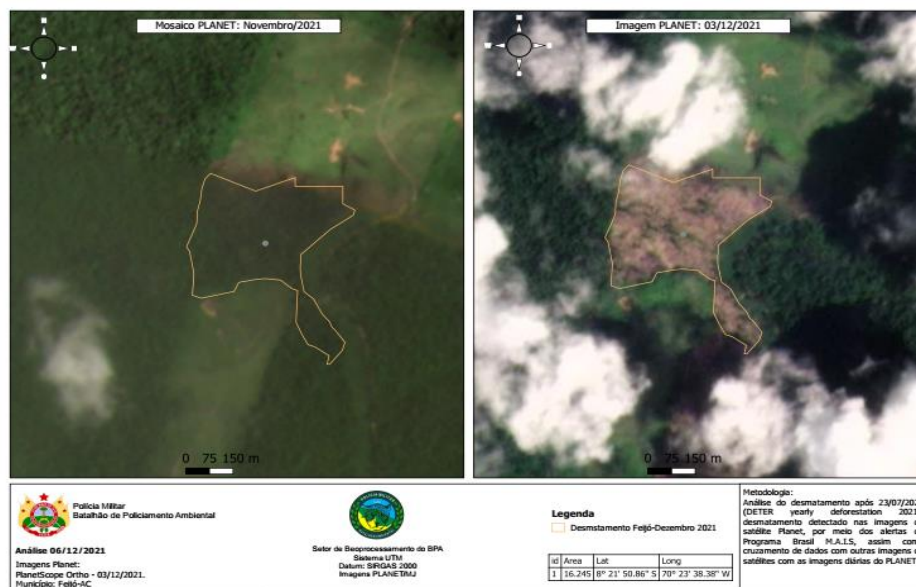 Mosaico PLANET: Novembro/2021
Imagem PLANET: 03/12/2021
0 75 150 m
0 75 150 m
Polícia Militar
Batalhão de Policiamento Ambiental
Análise 06/12/2021
Imagens Planet:
PlanetScope Ortho - 03/12/2021.
Município: Feijó-AC
Setor de Geoprocessamento do BPA
Sistema UTM
Datum: SIRGAS 2000
Imagens PLANET/MJ
Legenda
Desmstamento Feijó-Dezembro 2021
id Area Lat Long
1 16.245 8° 21' 50.86" S 70° 23' 38.38" W
Metodologia:
Análise do desmatamento após 23/07/202
(DETER yearly deforestation 2021
desmatamento detectado nas imagens d
satélite Planet, por meio dos alertas d
Programa Brasil M.A.I.S, assim com
cruzamento de dados com outras imagens d
satélites com as imagens diárias do PLANET